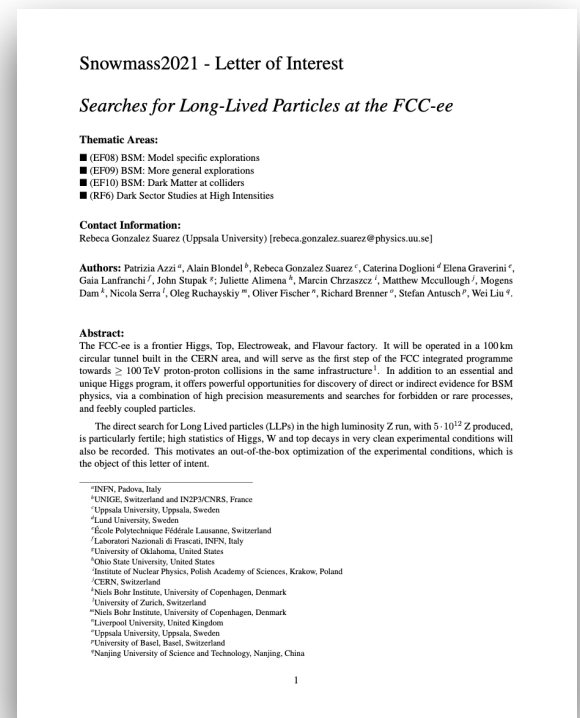 Snowmass2021 - Letter of Interest
Searches for Long-Lived Particles at the FCC-ee
Thematic Areas:
■ (EF08) BSM: Model specific explorations
■ (EF09) BSM: More general explorations
■ (EF10) BSM: Dark Matter at colliders
■ (RF6) Dark Sector Studies at High Intensities
Contact Information:
Rebeca Gonzalez Suarez (Uppsala University) [rebeca.gonzalez.suarez@physics.uu.se]
Authors: Patrizia Azzi a, Alain Blondel b, Rebeca Gonzalez Suarez c, Caterina Doglioni d Elena Graverini e,
Gaia Lanfranchi f, John Stupak g; Juliette Alimena h, Marcin Chrzaszcz i, Matthew Mccullough j, Mogens
Dam k, Nicola Serra l, Oleg Ruchayskiy m, Oliver Fischer n, Richard Brenner o, Stefan Antusch p, Wei Liu q.
Abstract:
The FCC-ee is a frontier Higgs, Top, Electroweak, and Flavour factory. It will be operated in a 100 km
circular tunnel built in the CERN area, and will serve as the first step of the FCC integrated programme
towards ≥ 100 TeV proton-proton collisions in the same infrastructure1. In addition to an essential and
unique Higgs program, it offers powerful opportunities for discovery of direct or indirect evidence for BSM
physics, via a combination of high precision measurements and searches for forbidden or rare processes,
and feebly coupled particles.
The direct search for Long Lived particles (LLPs) in the high luminosity Z run, with 5·10^12 Z produced,
is particularly fertile; high statistics of Higgs, W and top decays in very clean experimental conditions will
also be recorded. This motivates an out-of-the-box optimization of the experimental conditions, which is
the object of this letter of intent.
aINFN, Padova, Italy
bUNIGE, Switzerland and IN2P3/CNRS, France
cUppsala University, Uppsala, Sweden
dLund University, Sweden
eÉcole Polytechnique Fédérale Lausanne, Switzerland
fLaboratori Nazionali di Frascati, INFN, Italy
gUniversity of Oklahoma, United States
hOhio State University, United States
iInstitute of Nuclear Physics, Polish Academy of Sciences, Krakow, Poland
jCERN, Switzerland
kNiels Bohr Institute, University of Copenhagen, Denmark
lUniversity of Zurich, Switzerland
mNiels Bohr Institute, University of Copenhagen, Denmark
nLiverpool University, United Kingdom
oUppsala University, Uppsala, Sweden
pUniversity of Basel, Basel, Switzerland
qNanjing University of Science and Technology, Nanjing, China
1